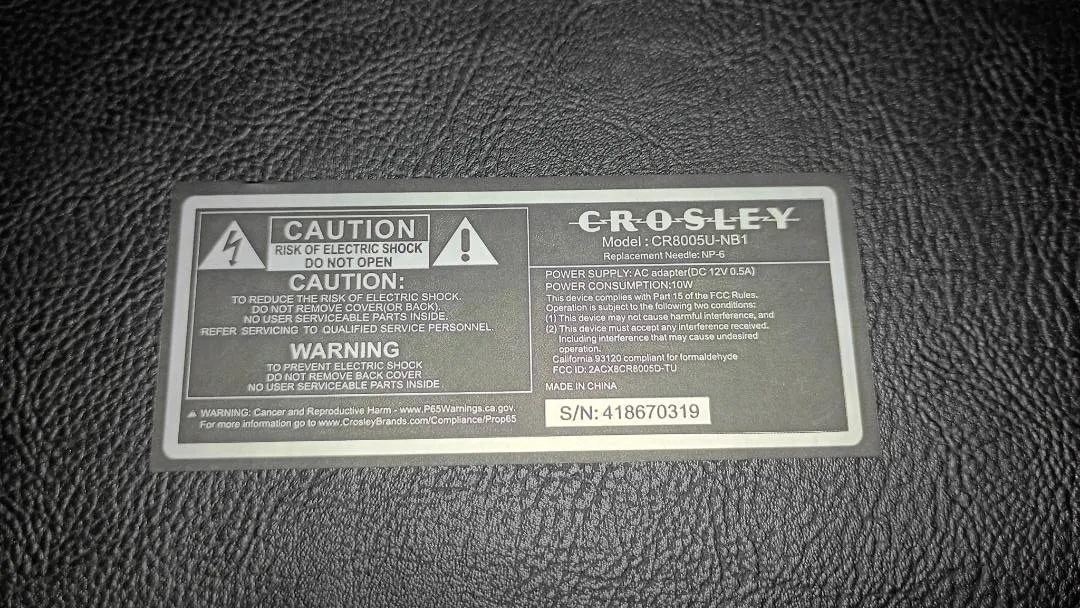 CAUTION
RISK OF ELECTRIC SHOCK
DO NOT OPEN
CAUTION:
TO REDUCE THE RISK OF ELECTRIC SHOCK.
DO NOT REMOVE COVER(OR BACK).
NO USER SERVICEABLE PARTS INSIDE.
REFER SERVICING TO QUALIFIED SERVICE PERSONNEL.
WARNING
TO PREVENT ELECTRIC SHOCK
DO NOT REMOVE BACK COVER
NO USER SERVICEABLE PARTS INSIDE.
WARNING: Cancer and Reproductive Harm - www.P65Warnings.ca.gov.
For more information go to www.CrosleyBrands.com/Compliance/Prop65
CROSLEY
Model : CR8005U-NB1
Replacement Needle: NP-6
POWER SUPPLY: AC adapter(DC 12V 0.5A)
POWER CONSUMPTION:10W
This device complies with Part 15 of the FCC Rules.
Operation is subject to the following two conditions:
(1) This device may not cause harmful interference, and
(2) This device must accept any interference received.
Including interference that may cause undesired
operation.
California 93120 compliant for formaldehyde
FCC ID: 2ACX8CR8005D-TU
MADE IN CHINA
S/N: 418670319